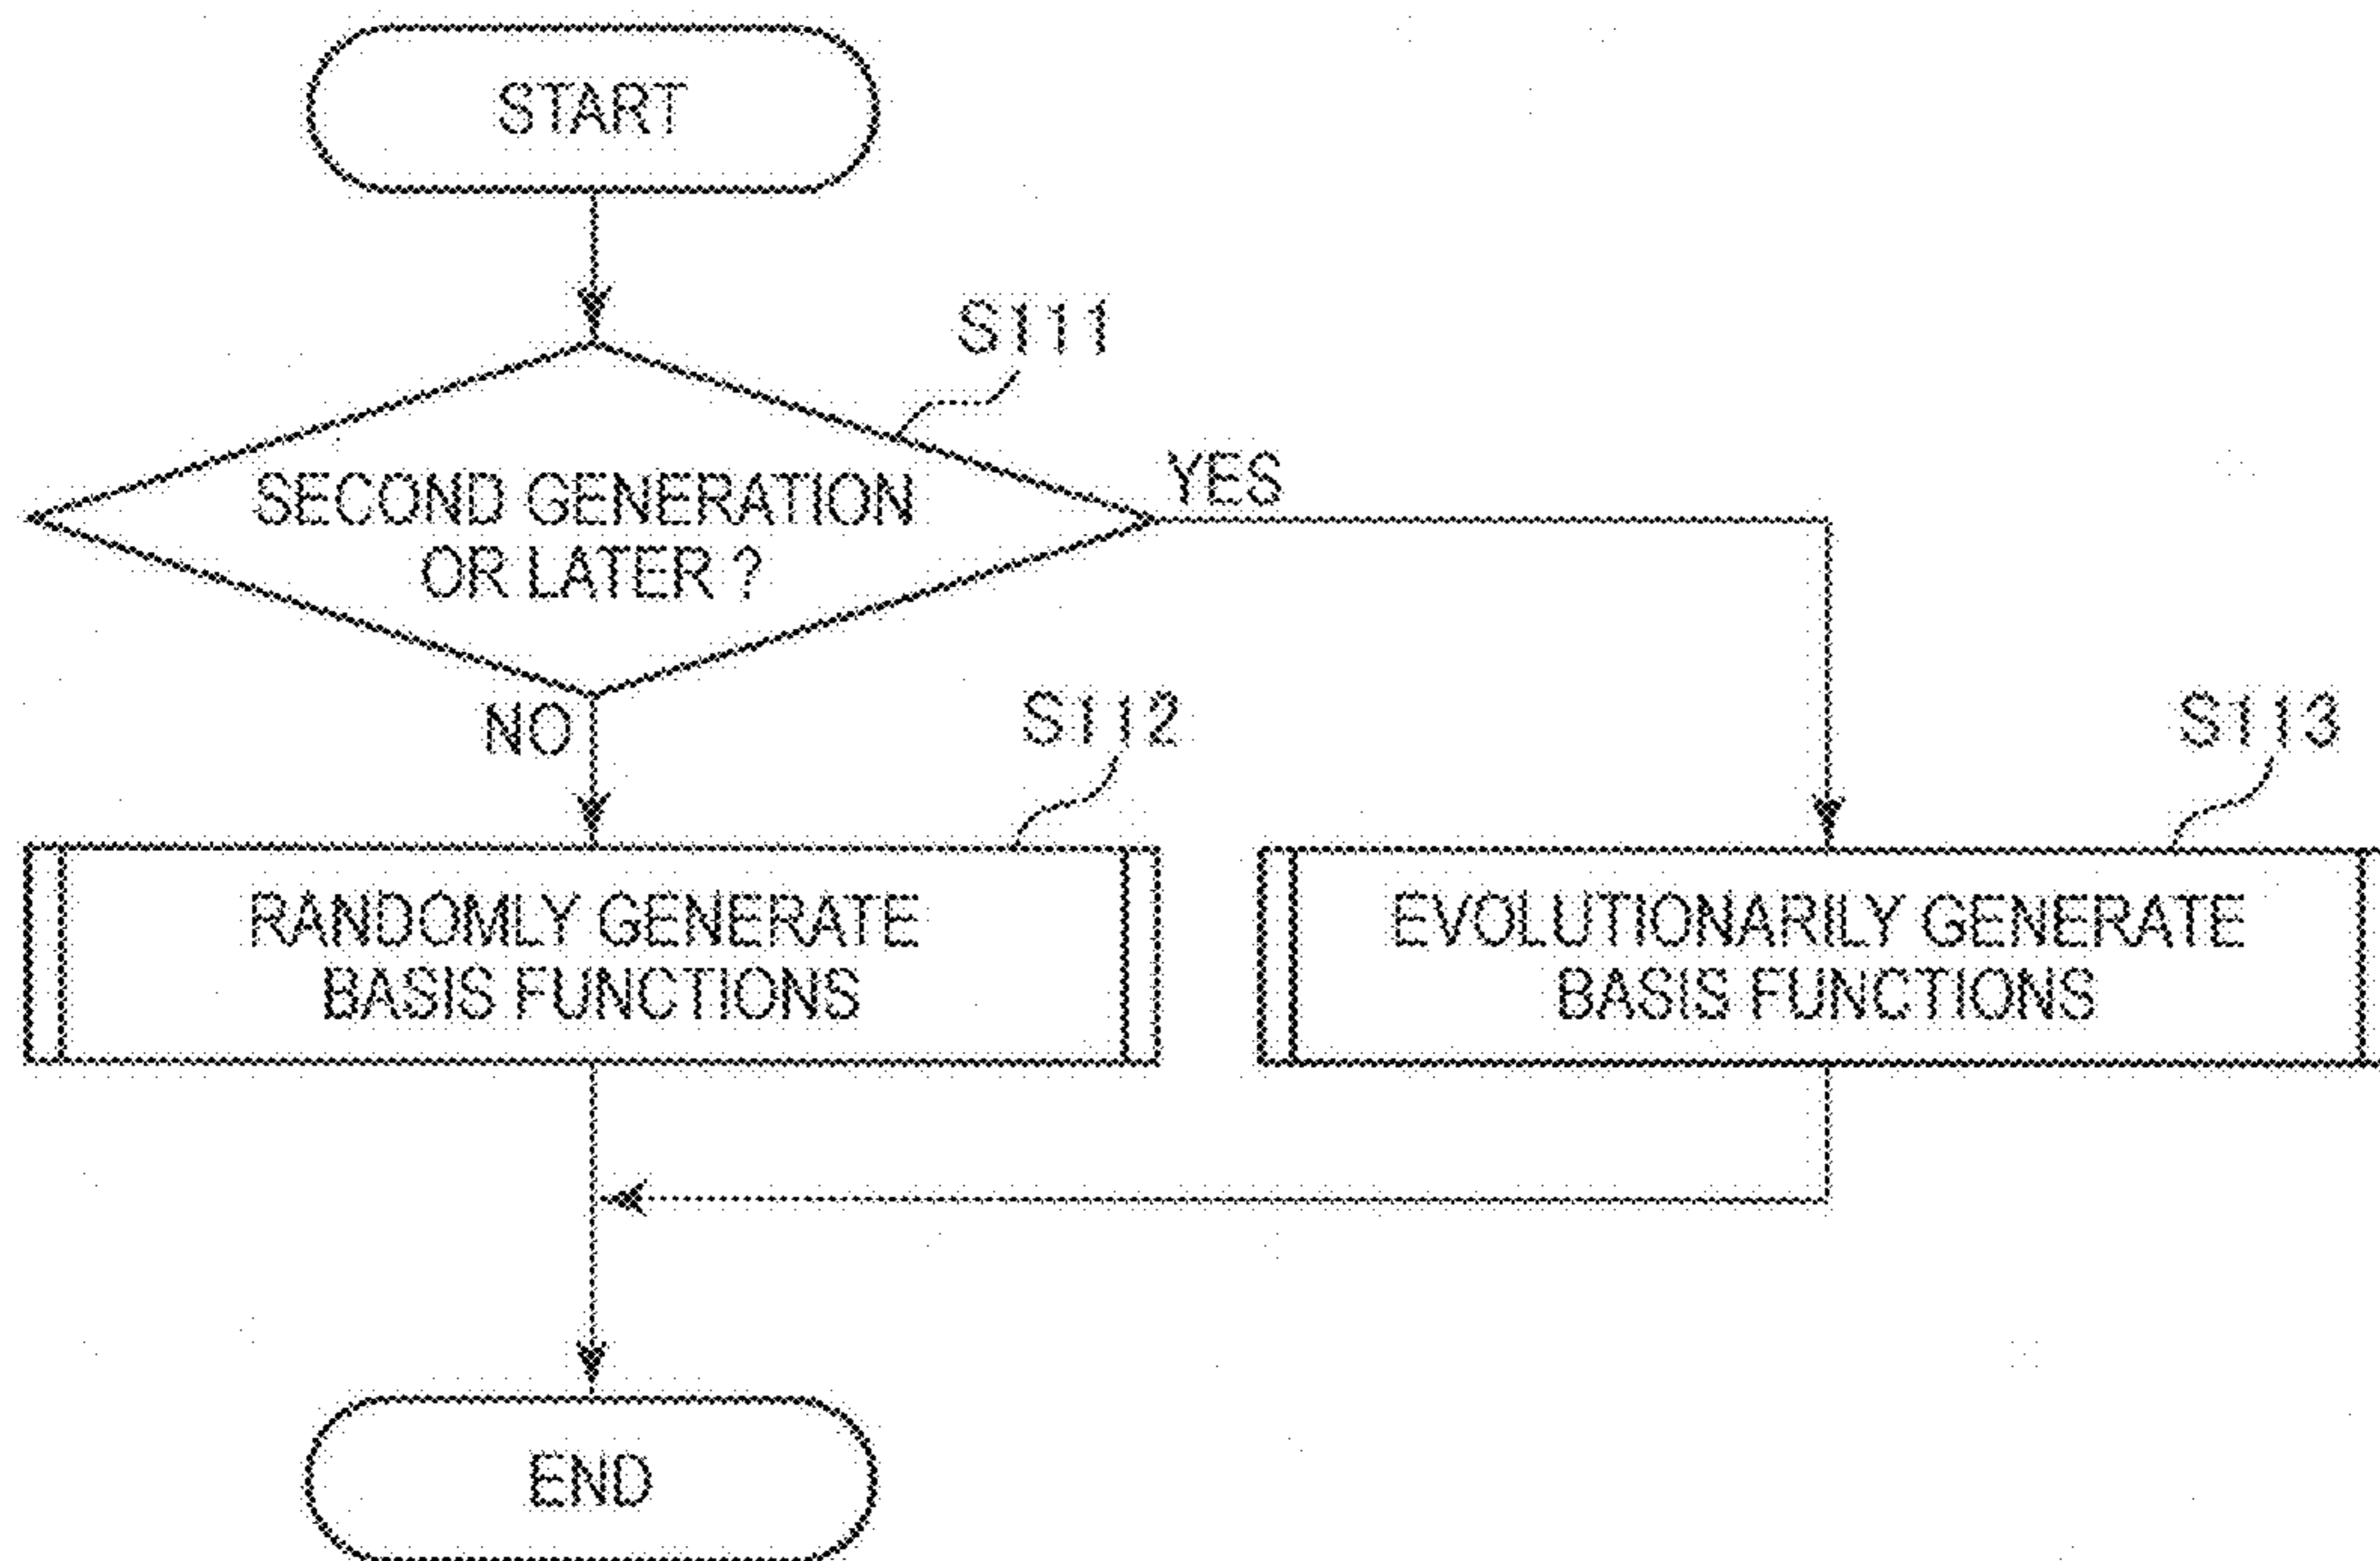 START
S111
SECOND GENERATION
OR LATER ?
YES
NO
S112
S113
RANDOMLY GENERATE
BASIS FUNCTIONS
EVOLUTIONARILY GENERATE
BASIS FUNCTIONS
END